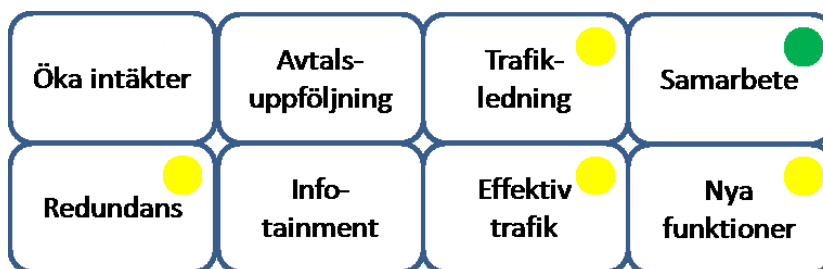 Öka intäkter
Avtals-
uppföljning
Trafik-
ledning
Samarbete
Redundans
Info-
tainment
Effektiv
trafik
Nya
funktioner